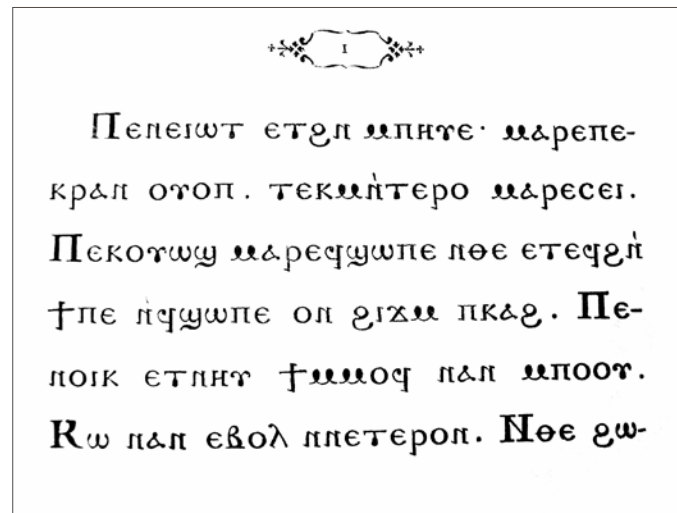 I
Ⲡⲉⲛⲉⲓⲱⲧ ⲉⲧϩⲛ ⲙⲡⲏⲩⲉ· ⲙⲁⲣⲉⲡⲉ-
ⲕⲣⲁⲛ ⲟⲩⲟⲡ. ⲧⲉⲕⲙⲛ̀ⲧⲉⲣⲟ ⲙⲁⲣⲉⲥⲉⲓ.
Ⲡⲉⲕⲟⲩⲱϣ ⲙⲁⲣⲉϥϣⲱⲡⲉ ⲛⲑⲉ ⲉⲧⲉϥϩⲛ̀
ϯⲡⲉ ⲛ̀ϥϣⲱⲡⲉ ⲟⲛ ϩⲓϫⲙ ⲡⲕⲁϩ. Ⲡⲉ-
ⲛⲟⲓⲕ ⲉⲧⲛⲏⲩ ϯⲙⲙⲟϥ ⲛⲁⲛ ⲙⲡⲟⲟⲩ.
Ⲕⲱ ⲛⲁⲛ ⲉⲃⲟⲗ ⲛⲛⲉⲧⲉⲣⲟⲛ. Ⲛⲑⲉ ϩⲱ-